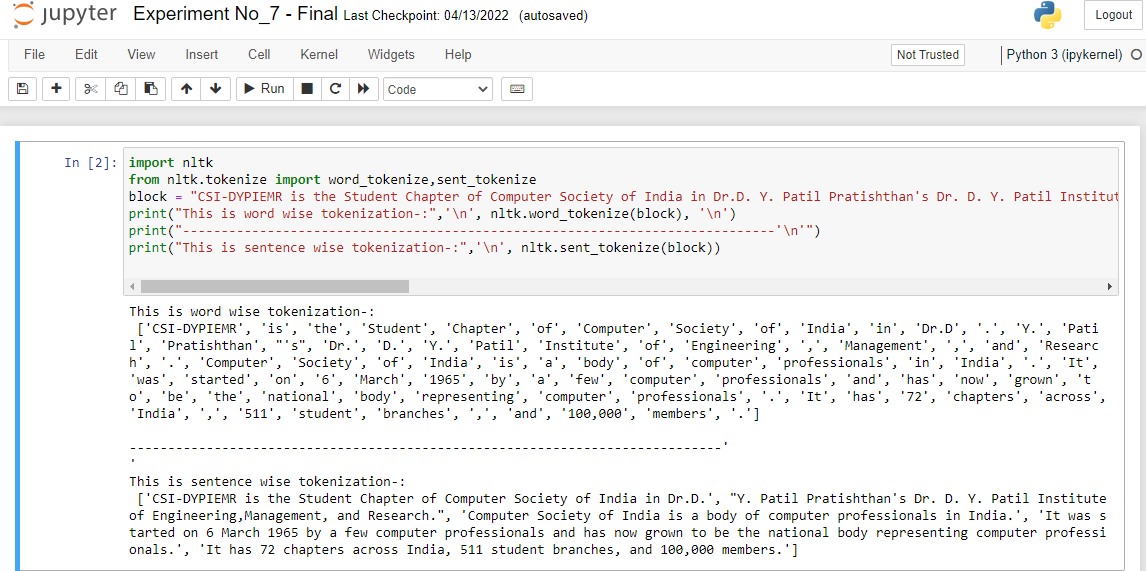 jupyter Experiment No_7 - Final Last Checkpoint: 04/13/2022 (autosaved) Logout
File Edit View Insert Cell Kernel Widgets Help Not Trusted Python 3 (ipykernel)
Run Code
In [2]: import nltk
from nltk.tokenize import word_tokenize,sent_tokenize
block = "CSI-DYPIEMR is the Student Chapter of Computer Society of India in Dr.D. Y. Patil Pratishthan's Dr. D. Y. Patil Institut
print("This is word wise tokenization-:",'\n', nltk.word_tokenize(block), '\n')
print("--------------------------------------------------------------------------'\n'")
print("This is sentence wise tokenization-:",'\n', nltk.sent_tokenize(block))
This is word wise tokenization-:
['CSI-DYPIEMR', 'is', 'the', 'Student', 'Chapter', 'of', 'Computer', 'Society', 'of', 'India', 'in', 'Dr.D', '.', 'Y.', 'Pati
l', 'Pratishthan', "'s", 'Dr.', 'D.', 'Y.', 'Patil', 'Institute', 'of', 'Engineering', ',', 'Management', ',', 'and', 'Researc
h', '.', 'Computer', 'Society', 'of', 'India', 'is', 'a', 'body', 'of', 'computer', 'professionals', 'in', 'India', '.', 'It',
'was', 'started', 'on', '6', 'March', '1965', 'by', 'a', 'few', 'computer', 'professionals', 'and', 'has', 'now', 'grown', 't
o', 'be', 'the', 'national', 'body', 'representing', 'computer', 'professionals', '.', 'It', 'has', '72', 'chapters', 'across',
'India', ',', '511', 'student', 'branches', ',', 'and', '100,000', 'members', '.']
--------------------------------------------------------------------------'
'
This is sentence wise tokenization-:
['CSI-DYPIEMR is the Student Chapter of Computer Society of India in Dr.D.', "Y. Patil Pratishthan's Dr. D. Y. Patil Institute
of Engineering,Management, and Research.", 'Computer Society of India is a body of computer professionals in India.', 'It was s
tarted on 6 March 1965 by a few computer professionals and has now grown to be the national body representing computer professi
onals.', 'It has 72 chapters across India, 511 student branches, and 100,000 members.']